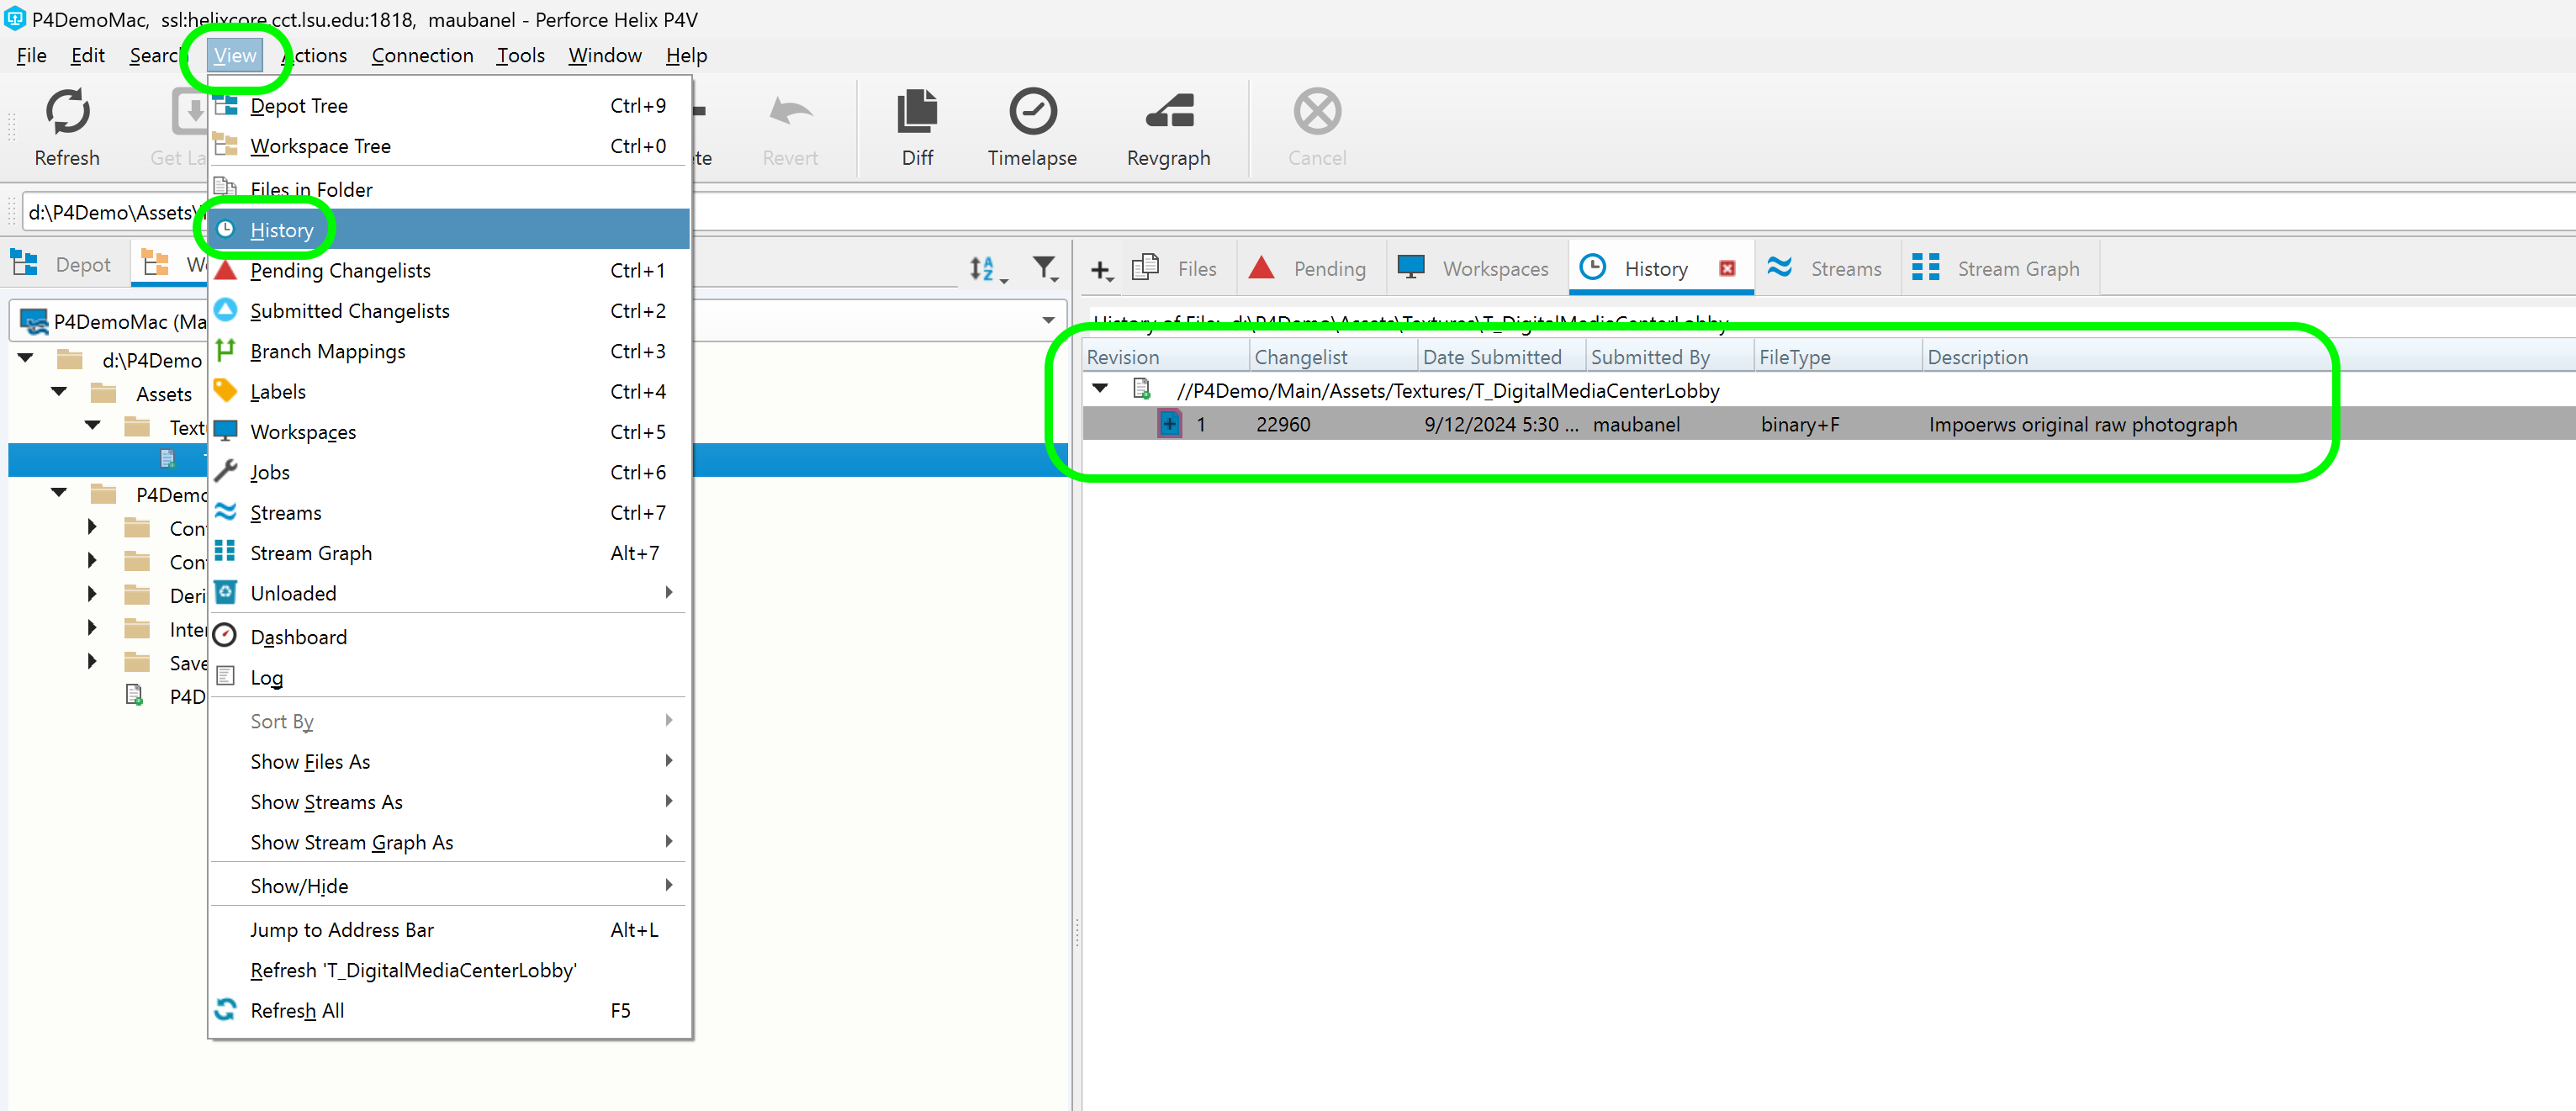 P4DemoMac, ssl:helixcore.cct.lsu.edu:1818, maubanel - Perforce Helix P4V
File Edit Search View Actions Connection Tools Window Help
Refresh Get La te Revert Diff Timelapse Revgraph Cancel
d:\P4Demo\Assets\
Depot Wo
P4DemoMac (Ma
d:\P4Demo
Assets
Text
P4Demo
Con
Con
Deri
Inter
Save
P4D
Depot Tree Ctrl+9
Workspace Tree Ctrl+0
Files in Folder
History
Pending Changelists Ctrl+1
Submitted Changelists Ctrl+2
Branch Mappings Ctrl+3
Labels Ctrl+4
Workspaces Ctrl+5
Jobs Ctrl+6
Streams Ctrl+7
Stream Graph Alt+7
Unloaded
Dashboard
Log
Sort By
Show Files As
Show Streams As
Show Stream Graph As
Show/Hide
Jump to Address Bar Alt+L
Refresh 'T_DigitalMediaCenterLobby'
Refresh All F5
Files Pending Workspaces History Streams Stream Graph
History of File: d:\P4Demo\Assets\Textures\T_DigitalMediaCenterLobby
Revision Changelist Date Submitted Submitted By FileType Description
//P4Demo/Main/Assets/Textures/T_DigitalMediaCenterLobby
1 22960 9/12/2024 5:30 ... maubanel binary+F Impoerws original raw photograph